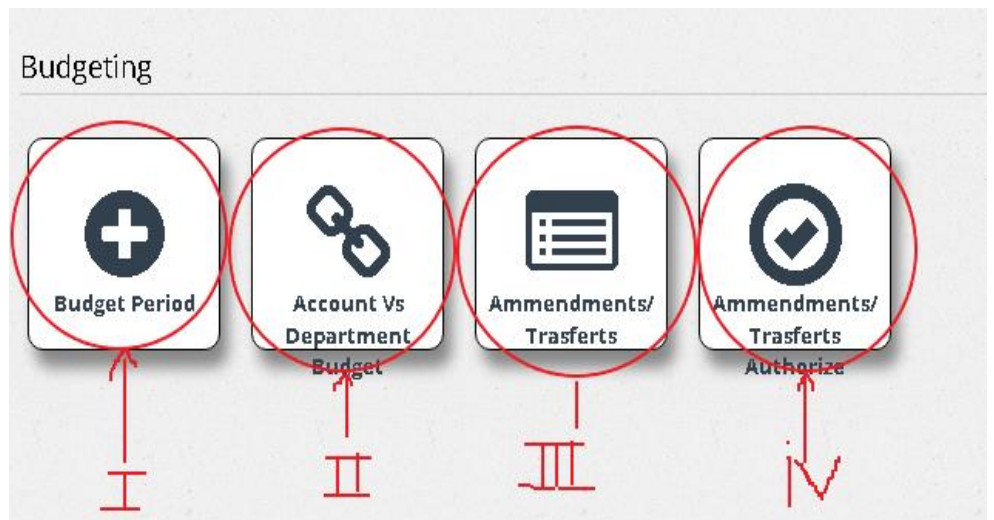 Budgeting
Budget Period
Account Vs
Department
Budget
Ammendments/
Trasferts
Ammendments/
Trasferts
Authorize
I
II
III
IV